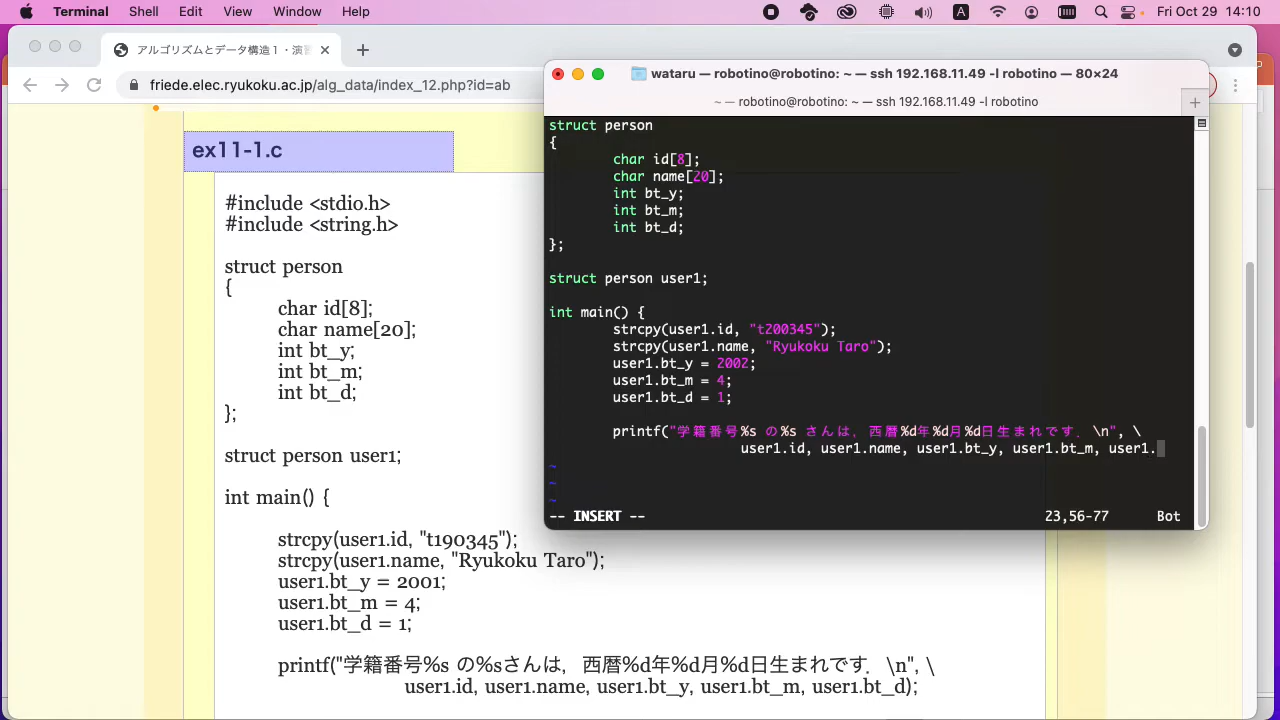 Terminal Shell Edit View Window Help A Fri Oct 29 14:10
アルゴリズムとデータ構造１・演習
friede.elec.ryukoku.ac.jp/alg_data/index_12.php?id=ab
ex11-1.c
#include <stdio.h>
#include <string.h>
struct person
{
char id[8];
char name[20];
int bt_y;
int bt_m;
int bt_d;
};
struct person user1;
int main() {
strcpy(user1.id, "t190345");
strcpy(user1.name, "Ryukoku Taro");
user1.bt_y = 2001;
user1.bt_m = 4;
user1.bt_d = 1;
printf("学籍番号%s の%sさんは，西暦%d年%d月%d日生まれです．\n", \
user1.id, user1.name, user1.bt_y, user1.bt_m, user1.bt_d);
wataru — robotino@robotino: ~ — ssh 192.168.11.49 -l robotino — 80×24
~ — robotino@robotino: ~ — ssh 192.168.11.49 -l robotino
struct person
{
char id[8];
char name[20];
int bt_y;
int bt_m;
int bt_d;
};
struct person user1;
int main() {
strcpy(user1.id, "t200345");
strcpy(user1.name, "Ryukoku Taro");
user1.bt_y = 2002;
user1.bt_m = 4;
user1.bt_d = 1;
printf("学籍番号%s の%s さんは，西暦%d年%d月%d日生まれです．\n", \
user1.id, user1.name, user1.bt_y, user1.bt_m, user1.
~
~
~
-- INSERT -- 23,56-77 Bot